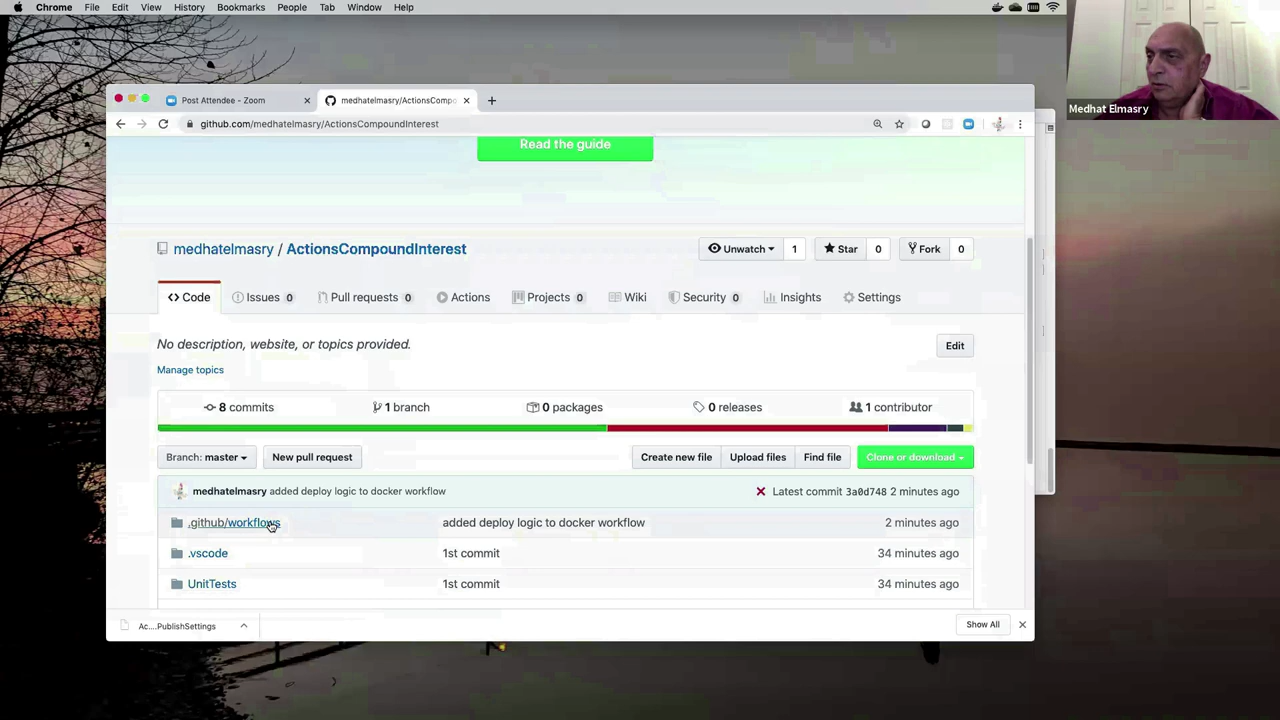 Chrome File Edit View History Bookmarks People Tab Window Help
Medhat Elmasry
Post Attendee - Zoom
medhatelmasry/ActionsCompo
github.com/medhatelmasry/ActionsCompoundInterest
Read the guide
medhatelmasry / ActionsCompoundInterest
Unwatch 1 Star 0 Fork 0
<> Code Issues 0 Pull requests 0 Actions Projects 0 Wiki Security 0 Insights Settings
No description, website, or topics provided.
Edit
Manage topics
8 commits 1 branch 0 packages 0 releases 1 contributor
Branch: master New pull request Create new file Upload files Find file Clone or download
medhatelmasry added deploy logic to docker workflow Latest commit 3a0d748 2 minutes ago
.github/workflows added deploy logic to docker workflow 2 minutes ago
.vscode 1st commit 34 minutes ago
UnitTests 1st commit 34 minutes ago
Ac....PublishSettings
Show All